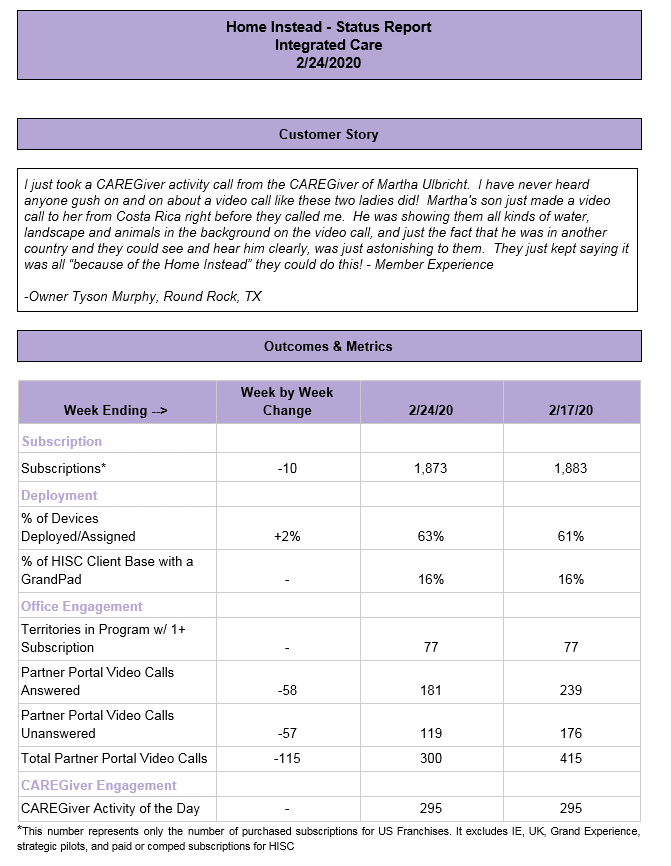 Home Instead - Status Report
Integrated Care
2/24/2020
Customer Story
I just took a CAREGiver activity call from the CAREGiver of Martha Ulbricht.  I have never heard
anyone gush on and on about a video call like these two ladies did!  Martha's son just made a video
call to her from Costa Rica right before they called me.  He was showing them all kinds of water,
landscape and animals in the background on the video call, and just the fact that he was in another
country and they could see and hear him clearly, was just astonishing to them.  They just kept saying it
was all “because of the Home Instead” they could do this! - Member Experience
-Owner Tyson Murphy, Round Rock, TX
Outcomes & Metrics
Week Ending --> Week by Week Change 2/24/20 2/17/20
Subscription
Subscriptions* -10 1,873 1,883
Deployment
% of Devices
Deployed/Assigned +2% 63% 61%
% of HISC Client Base with a
GrandPad - 16% 16%
Office Engagement
Territories in Program w/ 1+
Subscription - 77 77
Partner Portal Video Calls
Answered -58 181 239
Partner Portal Video Calls
Unanswered -57 119 176
Total Partner Portal Video Calls -115 300 415
CAREGiver Engagement
CAREGiver Activity of the Day - 295 295
*This number represents only the number of purchased subscriptions for US Franchises. It excludes IE, UK, Grand Experience,
strategic pilots, and paid or comped subscriptions for HISC